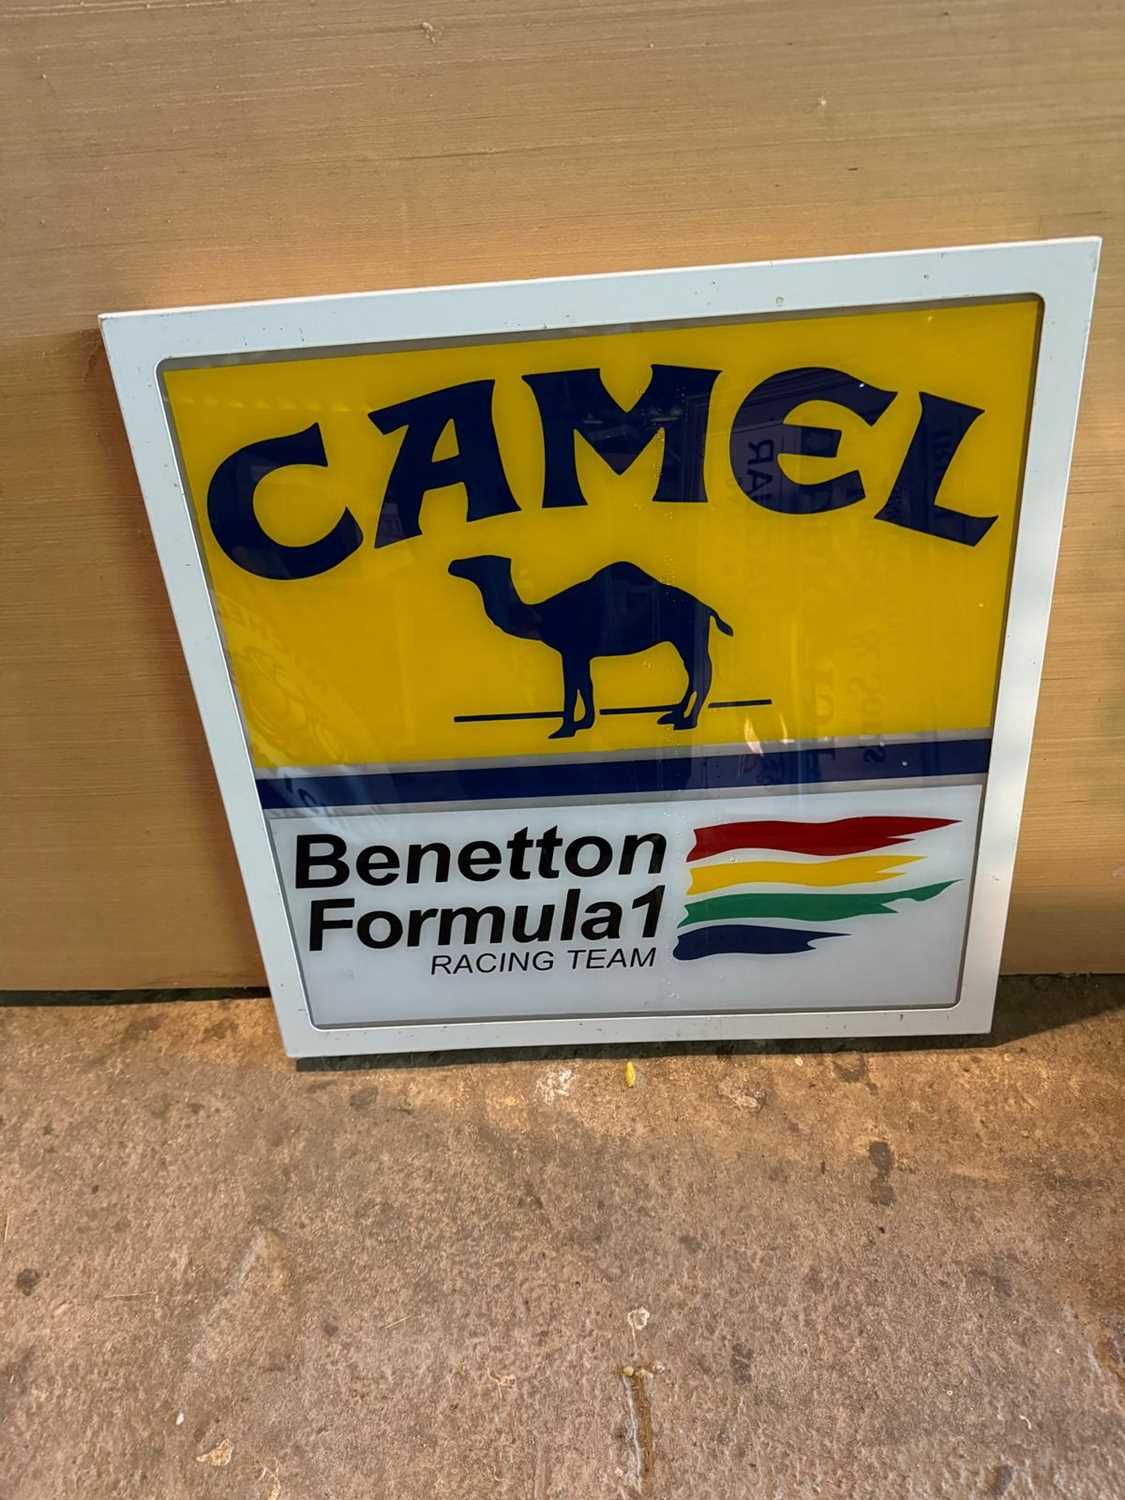 CAMEL
Benetton
Formula1
RACING TEAM